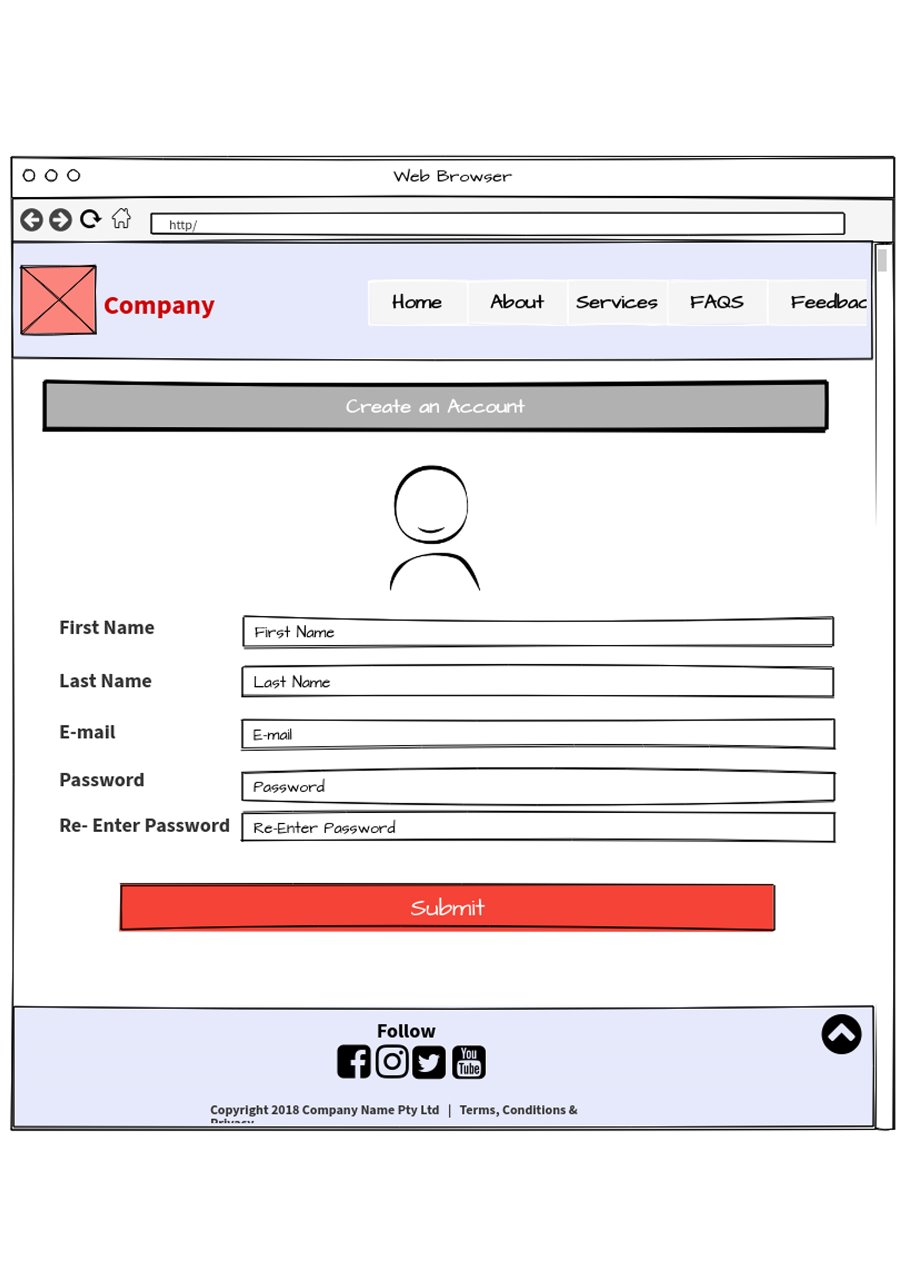 Web Browser
http/
Company
Home About Services FAQS Feedbac
Create an Account
First Name First Name
Last Name Last Name
E-mail E-mail
Password Password
Re- Enter Password Re-Enter Password
Submit
Follow
You
Tube
Copyright 2018 Company Name Pty Ltd | Terms, Conditions &
Privacy